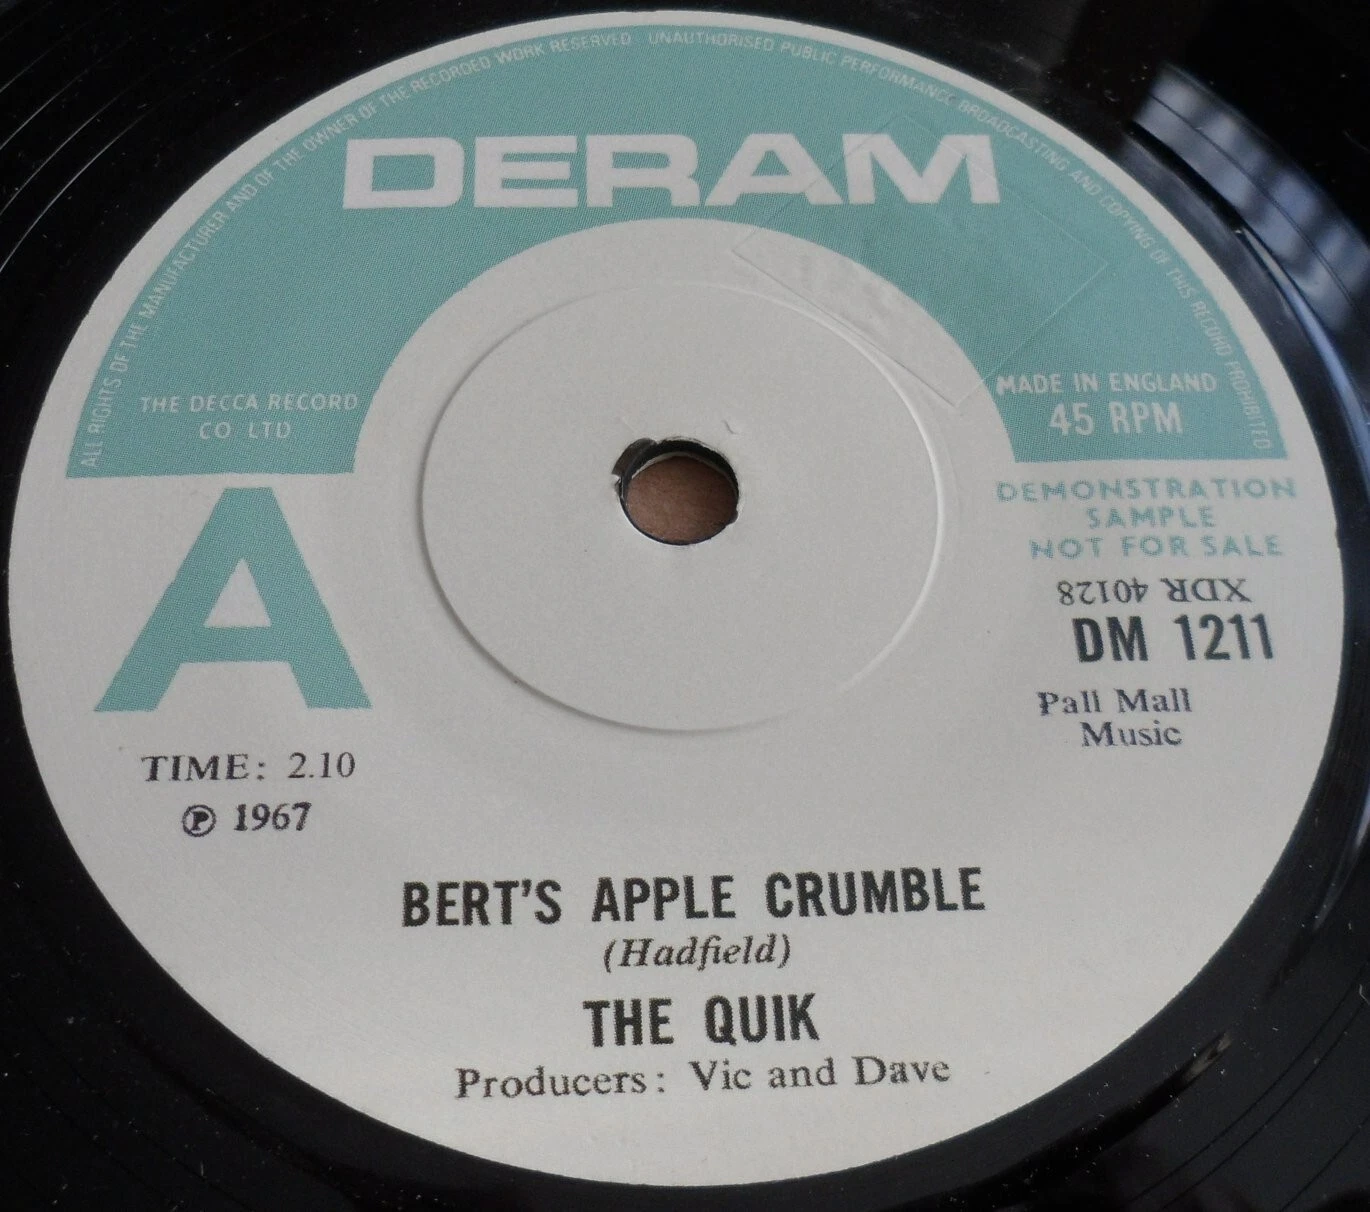 ALL RIGHTS OF THE MANUFACTURER AND OF THE OWNER OF THE RECORDED WORK RESERVED UNAUTHORISED PUBLIC PERFORMANCE BROADCASTING AND COPYING OF THIS RECORD PROHIBITED
DERAM
THE DECCA RECORD
CO LTD
MADE IN ENGLAND
45 RPM
A
DEMONSTRATION
SAMPLE
NOT FOR SALE
XDR 40128
DM 1211
Pall Mall
Music
TIME: 2.10
Ⓟ 1967
BERT'S APPLE CRUMBLE
(Hadfield)
THE QUIK
Producers: Vic and Dave